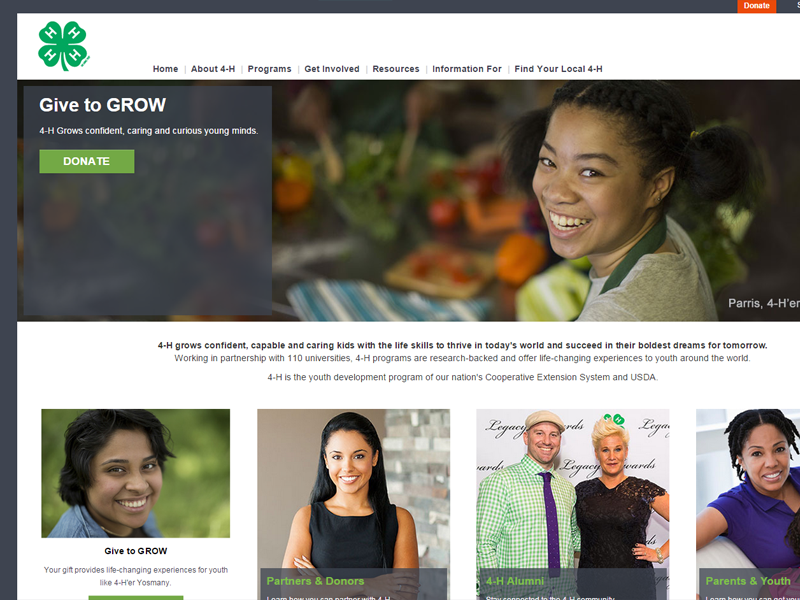 Donate
H H
H H
Home | About 4-H | Programs | Get Involved | Resources | Information For | Find Your Local 4-H
Give to GROW
4-H Grows confident, caring and curious young minds.
DONATE
Parris, 4-H'er
4-H grows confident, capable and caring kids with the life skills to thrive in today's world and succeed in their boldest dreams for tomorrow.
Working in partnership with 110 universities, 4-H programs are research-backed and offer life-changing experiences to youth around the world.
4-H is the youth development program of our nation's Cooperative Extension System and USDA.
Legacy
Legacy Awards
Give to GROW
Your gift provides life-changing experiences for youth
like 4-H'er Yosmany.
Partners & Donors
Learn how you can partner with 4-H
4-H Alumni
Stay connected to the 4-H community
Parents & Youth